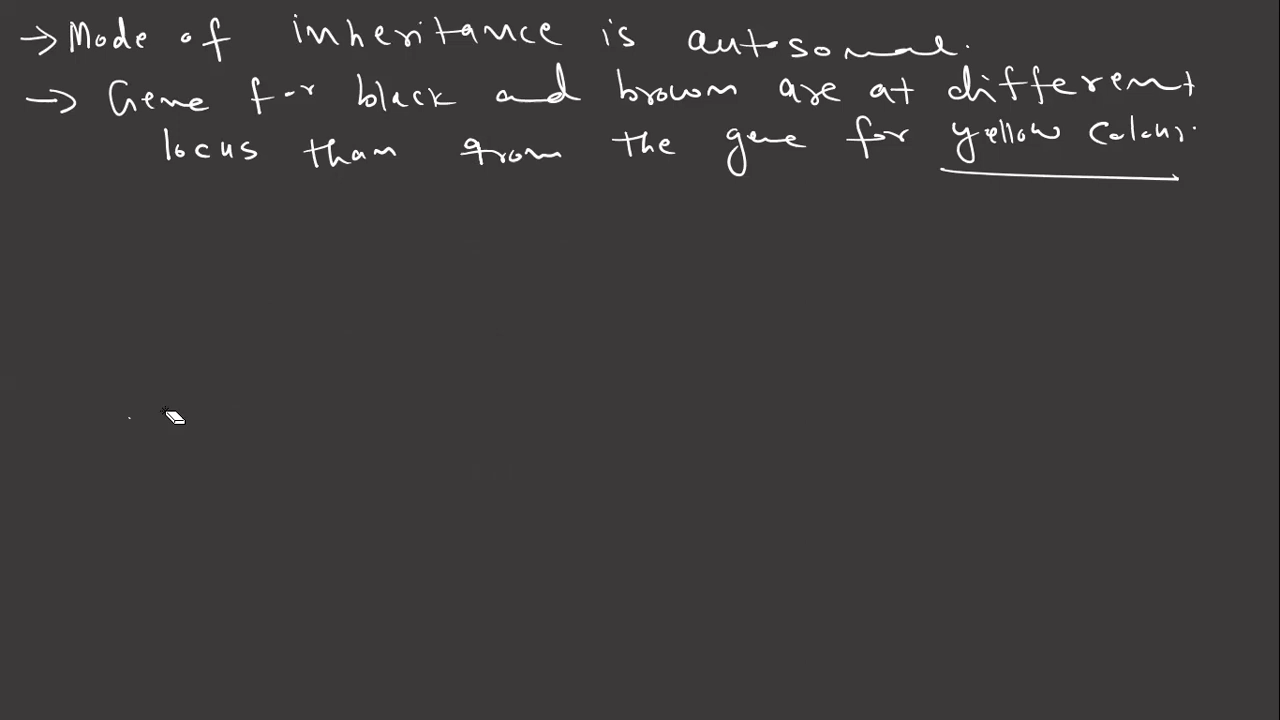 → Mode of inheritance is autosomal.
→ Gene for black and brown are at different
locus than from the gene for yellow colour.